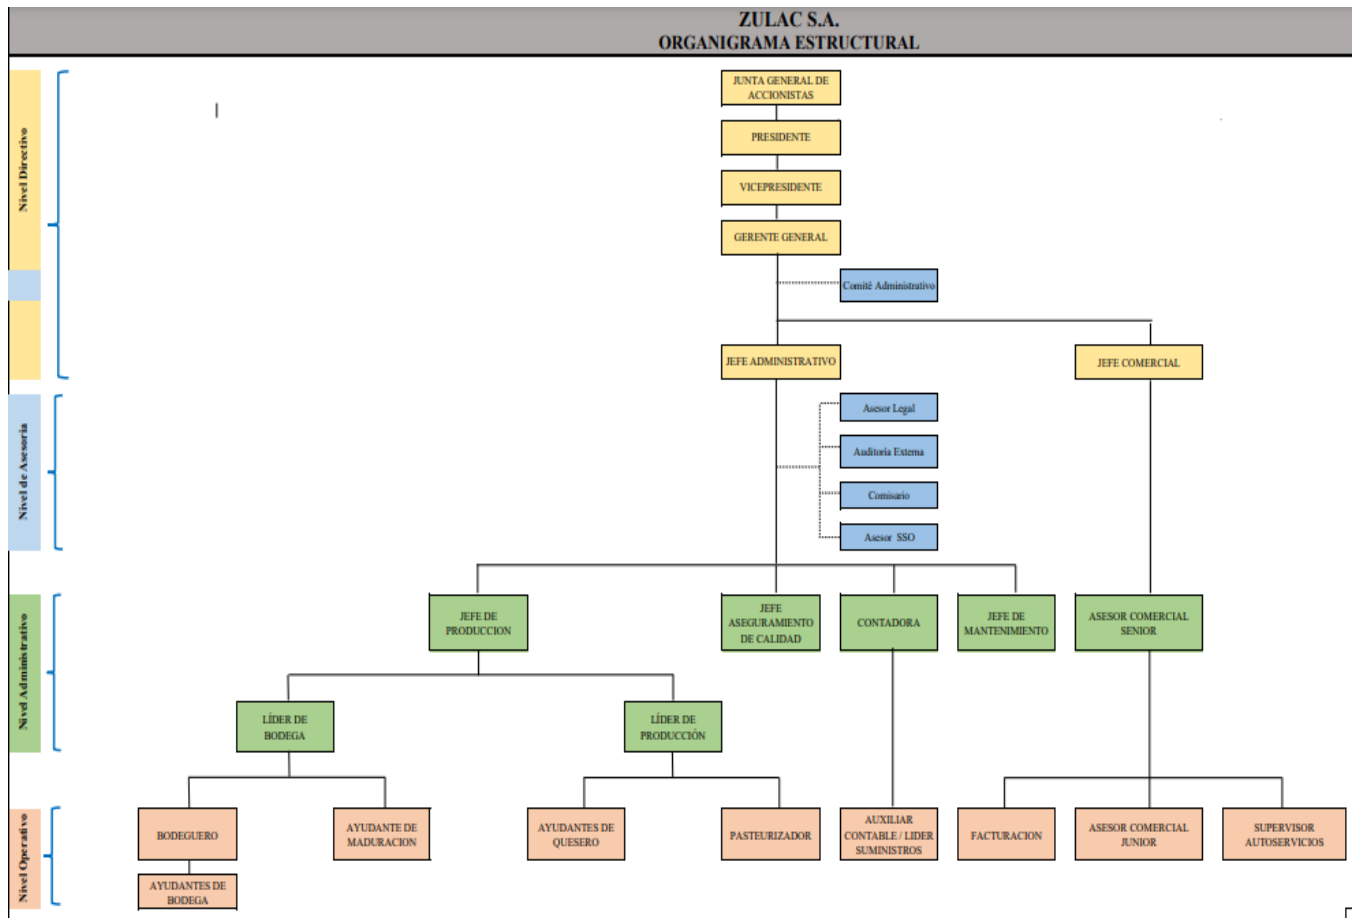 ZULAC S.A.
ORGANIGRAMA ESTRUCTURAL
Nivel Directivo
JUNTA GENERAL DE
ACCIONISTAS
PRESIDENTE
VICEPRESIDENTE
GERENTE GENERAL
Comité Administrativo
JEFE ADMINISTRATIVO
JEFE COMERCIAL
Nivel de Asesoría
Asesor Legal
Auditoría Externa
Comisario
Asesor SSO
Nivel Administrativo
JEFE DE
PRODUCCION
JEFE
ASEGURAMIENTO
DE CALIDAD
CONTADORA
JEFE DE
MANTENIMIENTO
ASESOR COMERCIAL
SENIOR
LÍDER DE
BODEGA
LÍDER DE
PRODUCCIÓN
Nivel Operativo
BODEGUERO
AYUDANTE DE
MADURACION
AYUDANTES DE
QUESERO
PASTEURIZADOR
AUXILIAR
CONTABLE / LIDER
SUMINISTROS
FACTURACION
ASESOR COMERCIAL
JUNIOR
SUPERVISOR
AUTOSERVICIOS
AYUDANTES DE
BODEGA